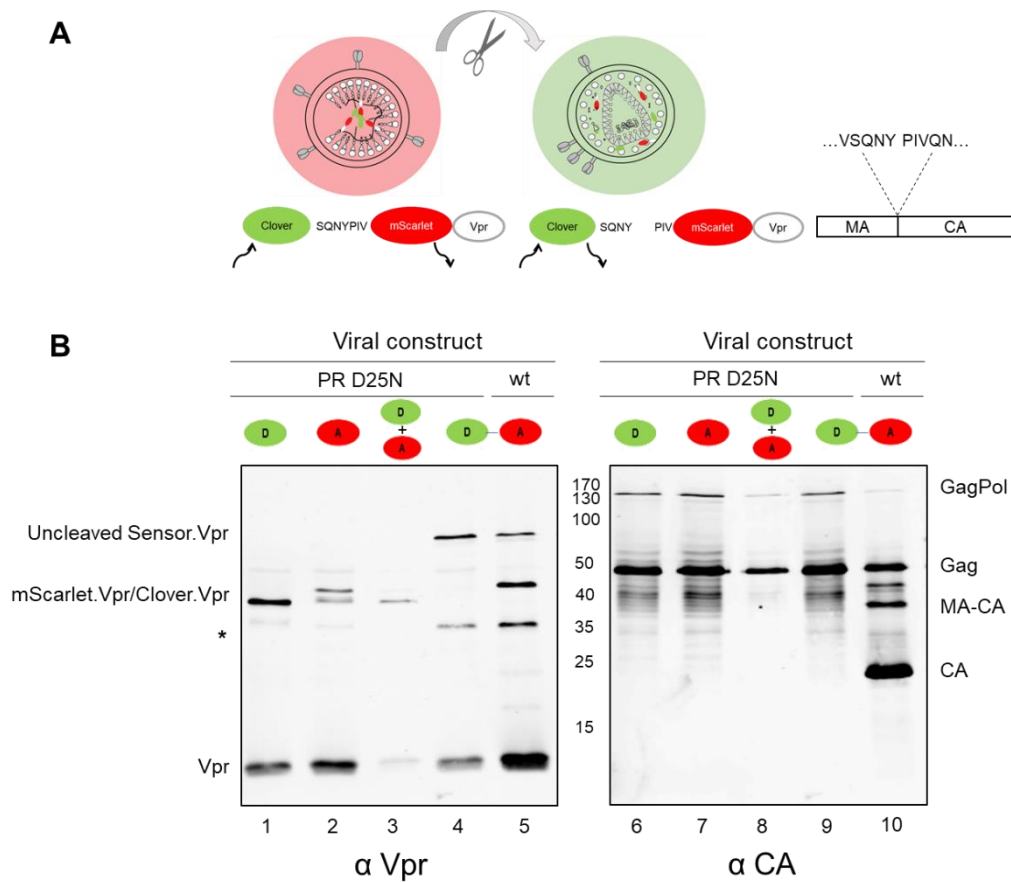 A
…VSQNY PIVQN…
Clover SQNYPIV mScarlet Vpr Clover SQNY PIV mScarlet Vpr
MA CA
B
Viral construct Viral construct
PR D25N wt PR D25N wt
D A D + A D A D A D + A D A
170
130
100
50
40
35
25
15
Uncleaved Sensor.Vpr
mScarlet.Vpr/Clover.Vpr
*
Vpr
GagPol
Gag
MA-CA
CA
1 2 3 4 5 6 7 8 9 10
α Vpr α CA